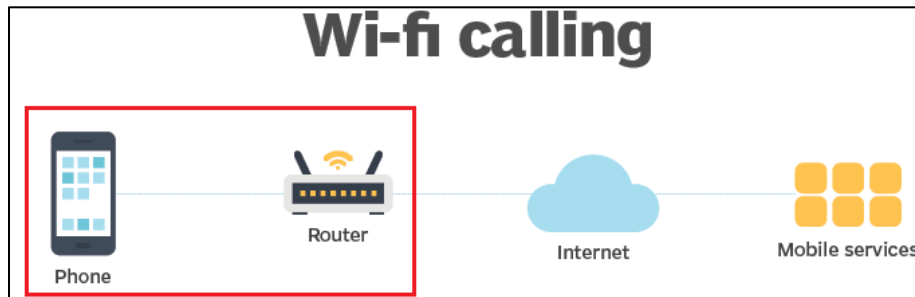 Wi-fi calling
Phone
Router
Internet
Mobile services